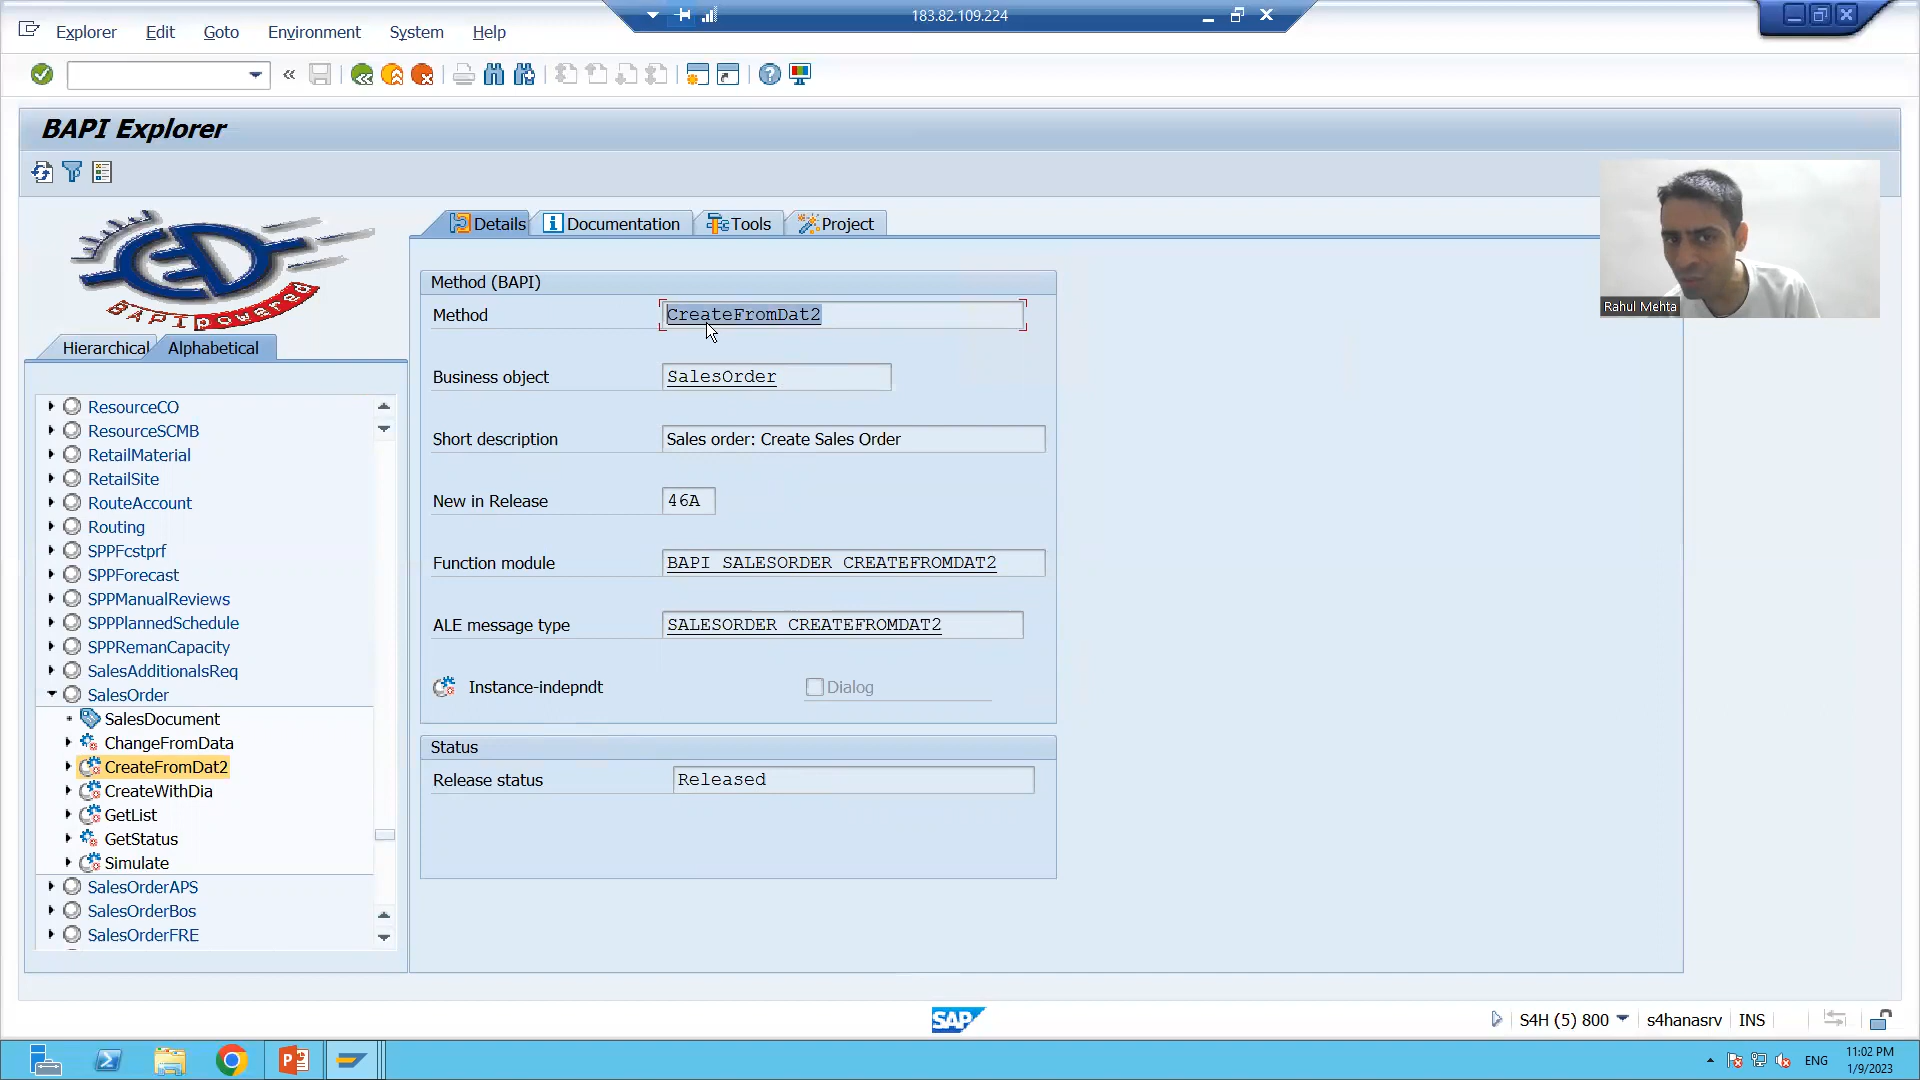 183.82.109.224
Explorer Edit Goto Environment System Help
BAPI Explorer
BAPI powered
Hierarchical Alphabetical
ResourceCO
ResourceSCMB
RetailMaterial
RetailSite
RouteAccount
Routing
SPPFcstprf
SPPForecast
SPPManualReviews
SPPPlannedSchedule
SPPRemanCapacity
SalesAdditionalsReq
SalesOrder
SalesDocument
ChangeFromData
CreateFromDat2
CreateWithDia
GetList
GetStatus
Simulate
SalesOrderAPS
SalesOrderBos
SalesOrderFRE
Details Documentation Tools Project
Method (BAPI)
Method CreateFromDat2
Business object SalesOrder
Short description Sales order: Create Sales Order
New in Release 46A
Function module BAPI_SALESORDER_CREATEFROMDAT2
ALE message type SALESORDER_CREATEFROMDAT2
Instance-indepndt Dialog
Status
Release status Released
Rahul Mehta
SAP
S4H (5) 800 s4hanasrv INS
ENG
11:02 PM
1/9/2023